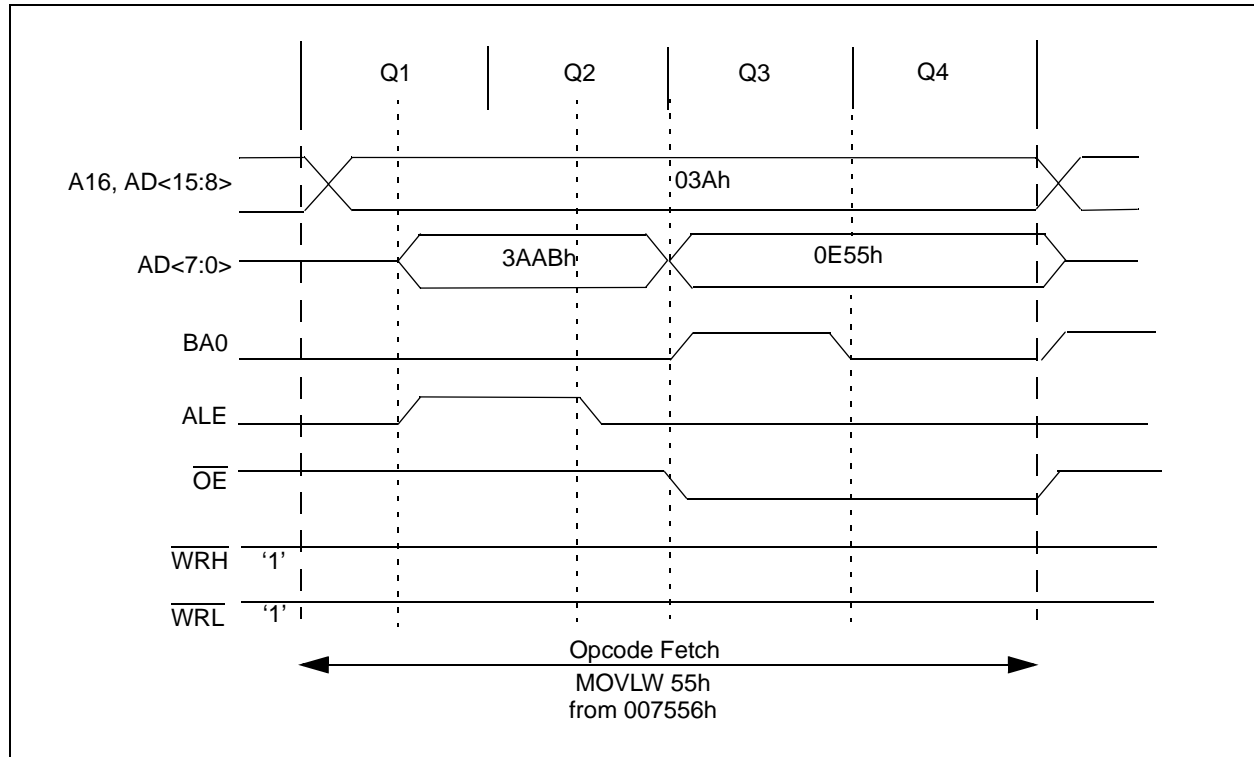 Q1 Q2 Q3 Q4
A16, AD<15:8> 03Ah
AD<7:0> 3AABh 0E55h
BA0
ALE
OE
WRH ‘1’
WRL ‘1’
Opcode Fetch
MOVLW 55h
from 007556h